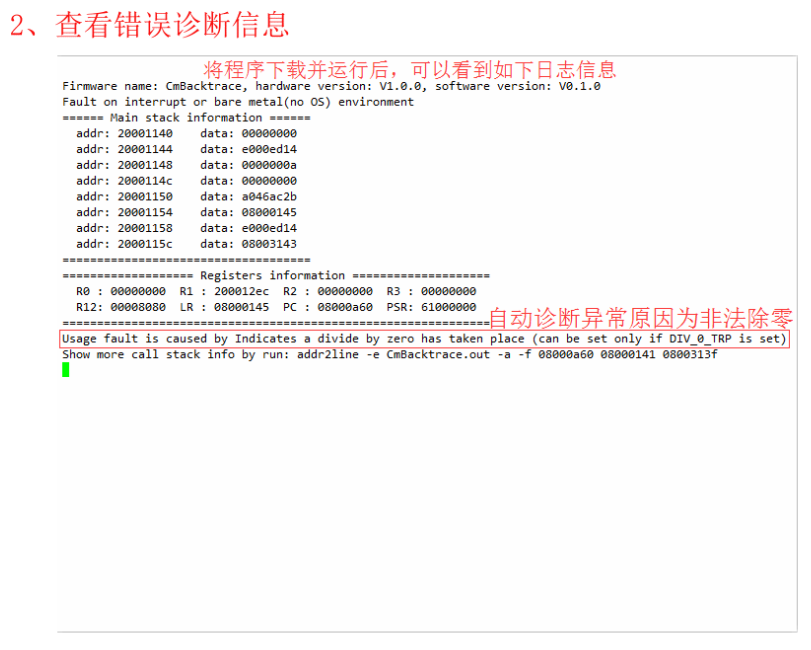 2、查看错误诊断信息
将程序下载并运行后，可以看到如下日志信息
Firmware name: CmBacktrace, hardware version: V1.0.0, software version: V0.1.0
Fault on interrupt or bare metal(no OS) environment
====== Main stack information ======
addr: 20001140 data: 00000000
addr: 20001144 data: e000ed14
addr: 20001148 data: 0000000a
addr: 2000114c data: 00000000
addr: 20001150 data: a046ac2b
addr: 20001154 data: 08000145
addr: 20001158 data: e000ed14
addr: 2000115c data: 08003143
====================================
=================== Registers information ====================
R0 : 00000000 R1 : 200012ec R2 : 00000000 R3 : 00000000
R12: 00008080 LR : 08000145 PC : 08000a60 PSR: 61000000
==============================================================
自动诊断异常原因为非法除零
Usage fault is caused by Indicates a divide by zero has taken place (can be set only if DIV_0_TRP is set)
Show more call stack info by run: addr2line -e CmBacktrace.out -a -f 08000a60 08000141 0800313f